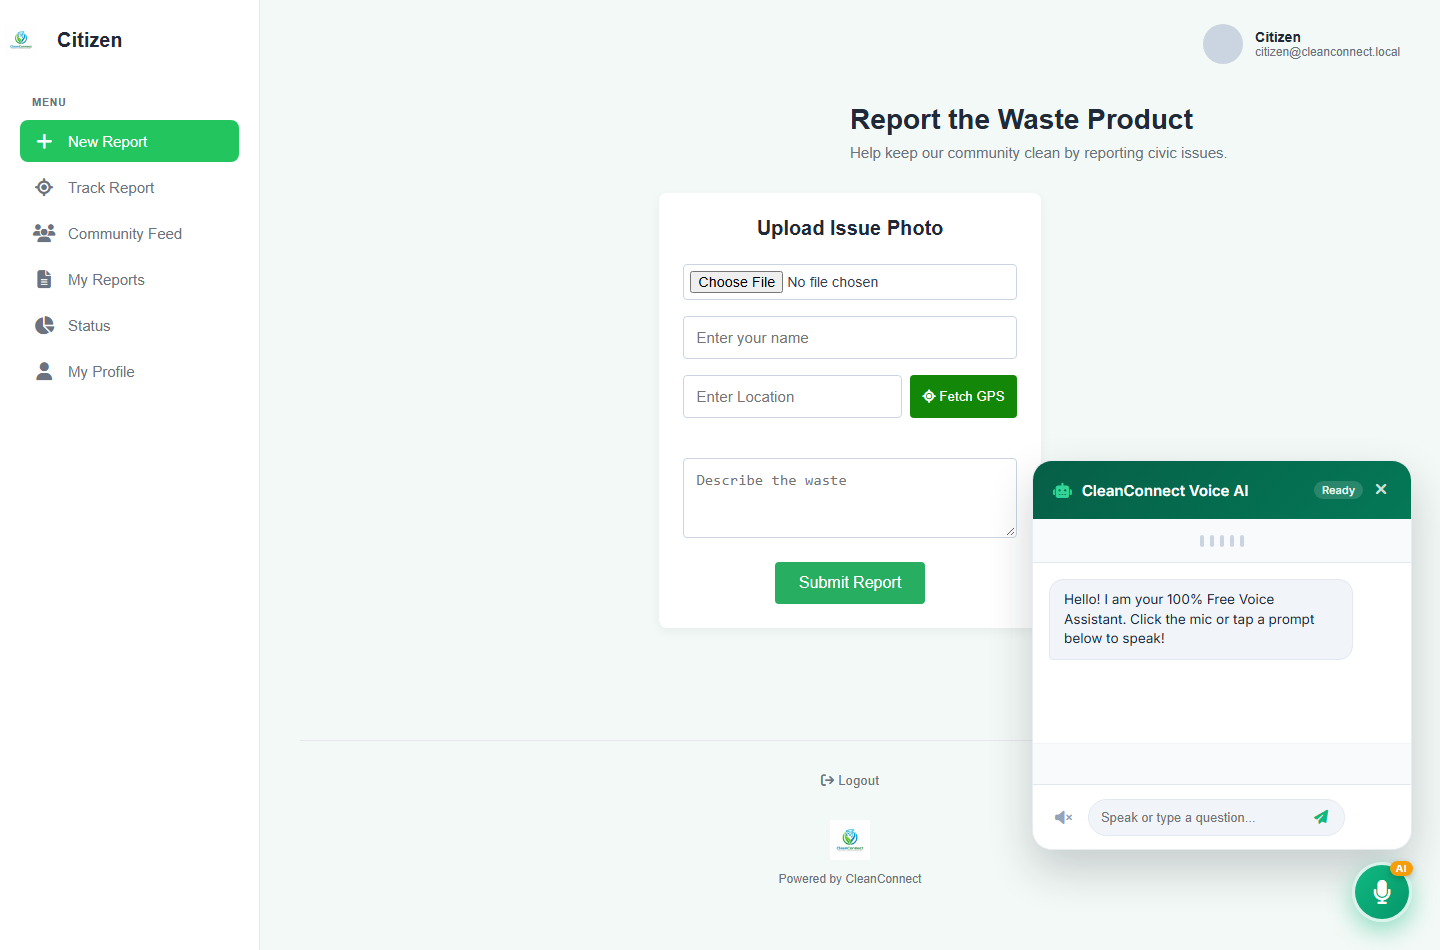 CleanConnect
Citizen
MENU
New Report
Track Report
Community Feed
My Reports
Status
My Profile
Citizen
citizen@cleanconnect.local
Report the Waste Product
Help keep our community clean by reporting civic issues.
Upload Issue Photo
Choose File No file chosen
Enter your name
Enter Location
Fetch GPS
Describe the waste
Submit Report
Logout
CleanConnect
Powered by CleanConnect
CleanConnect Voice AI
Ready
Hello! I am your 100% Free Voice
Assistant. Click the mic or tap a prompt
below to speak!
Speak or type a question...
AI